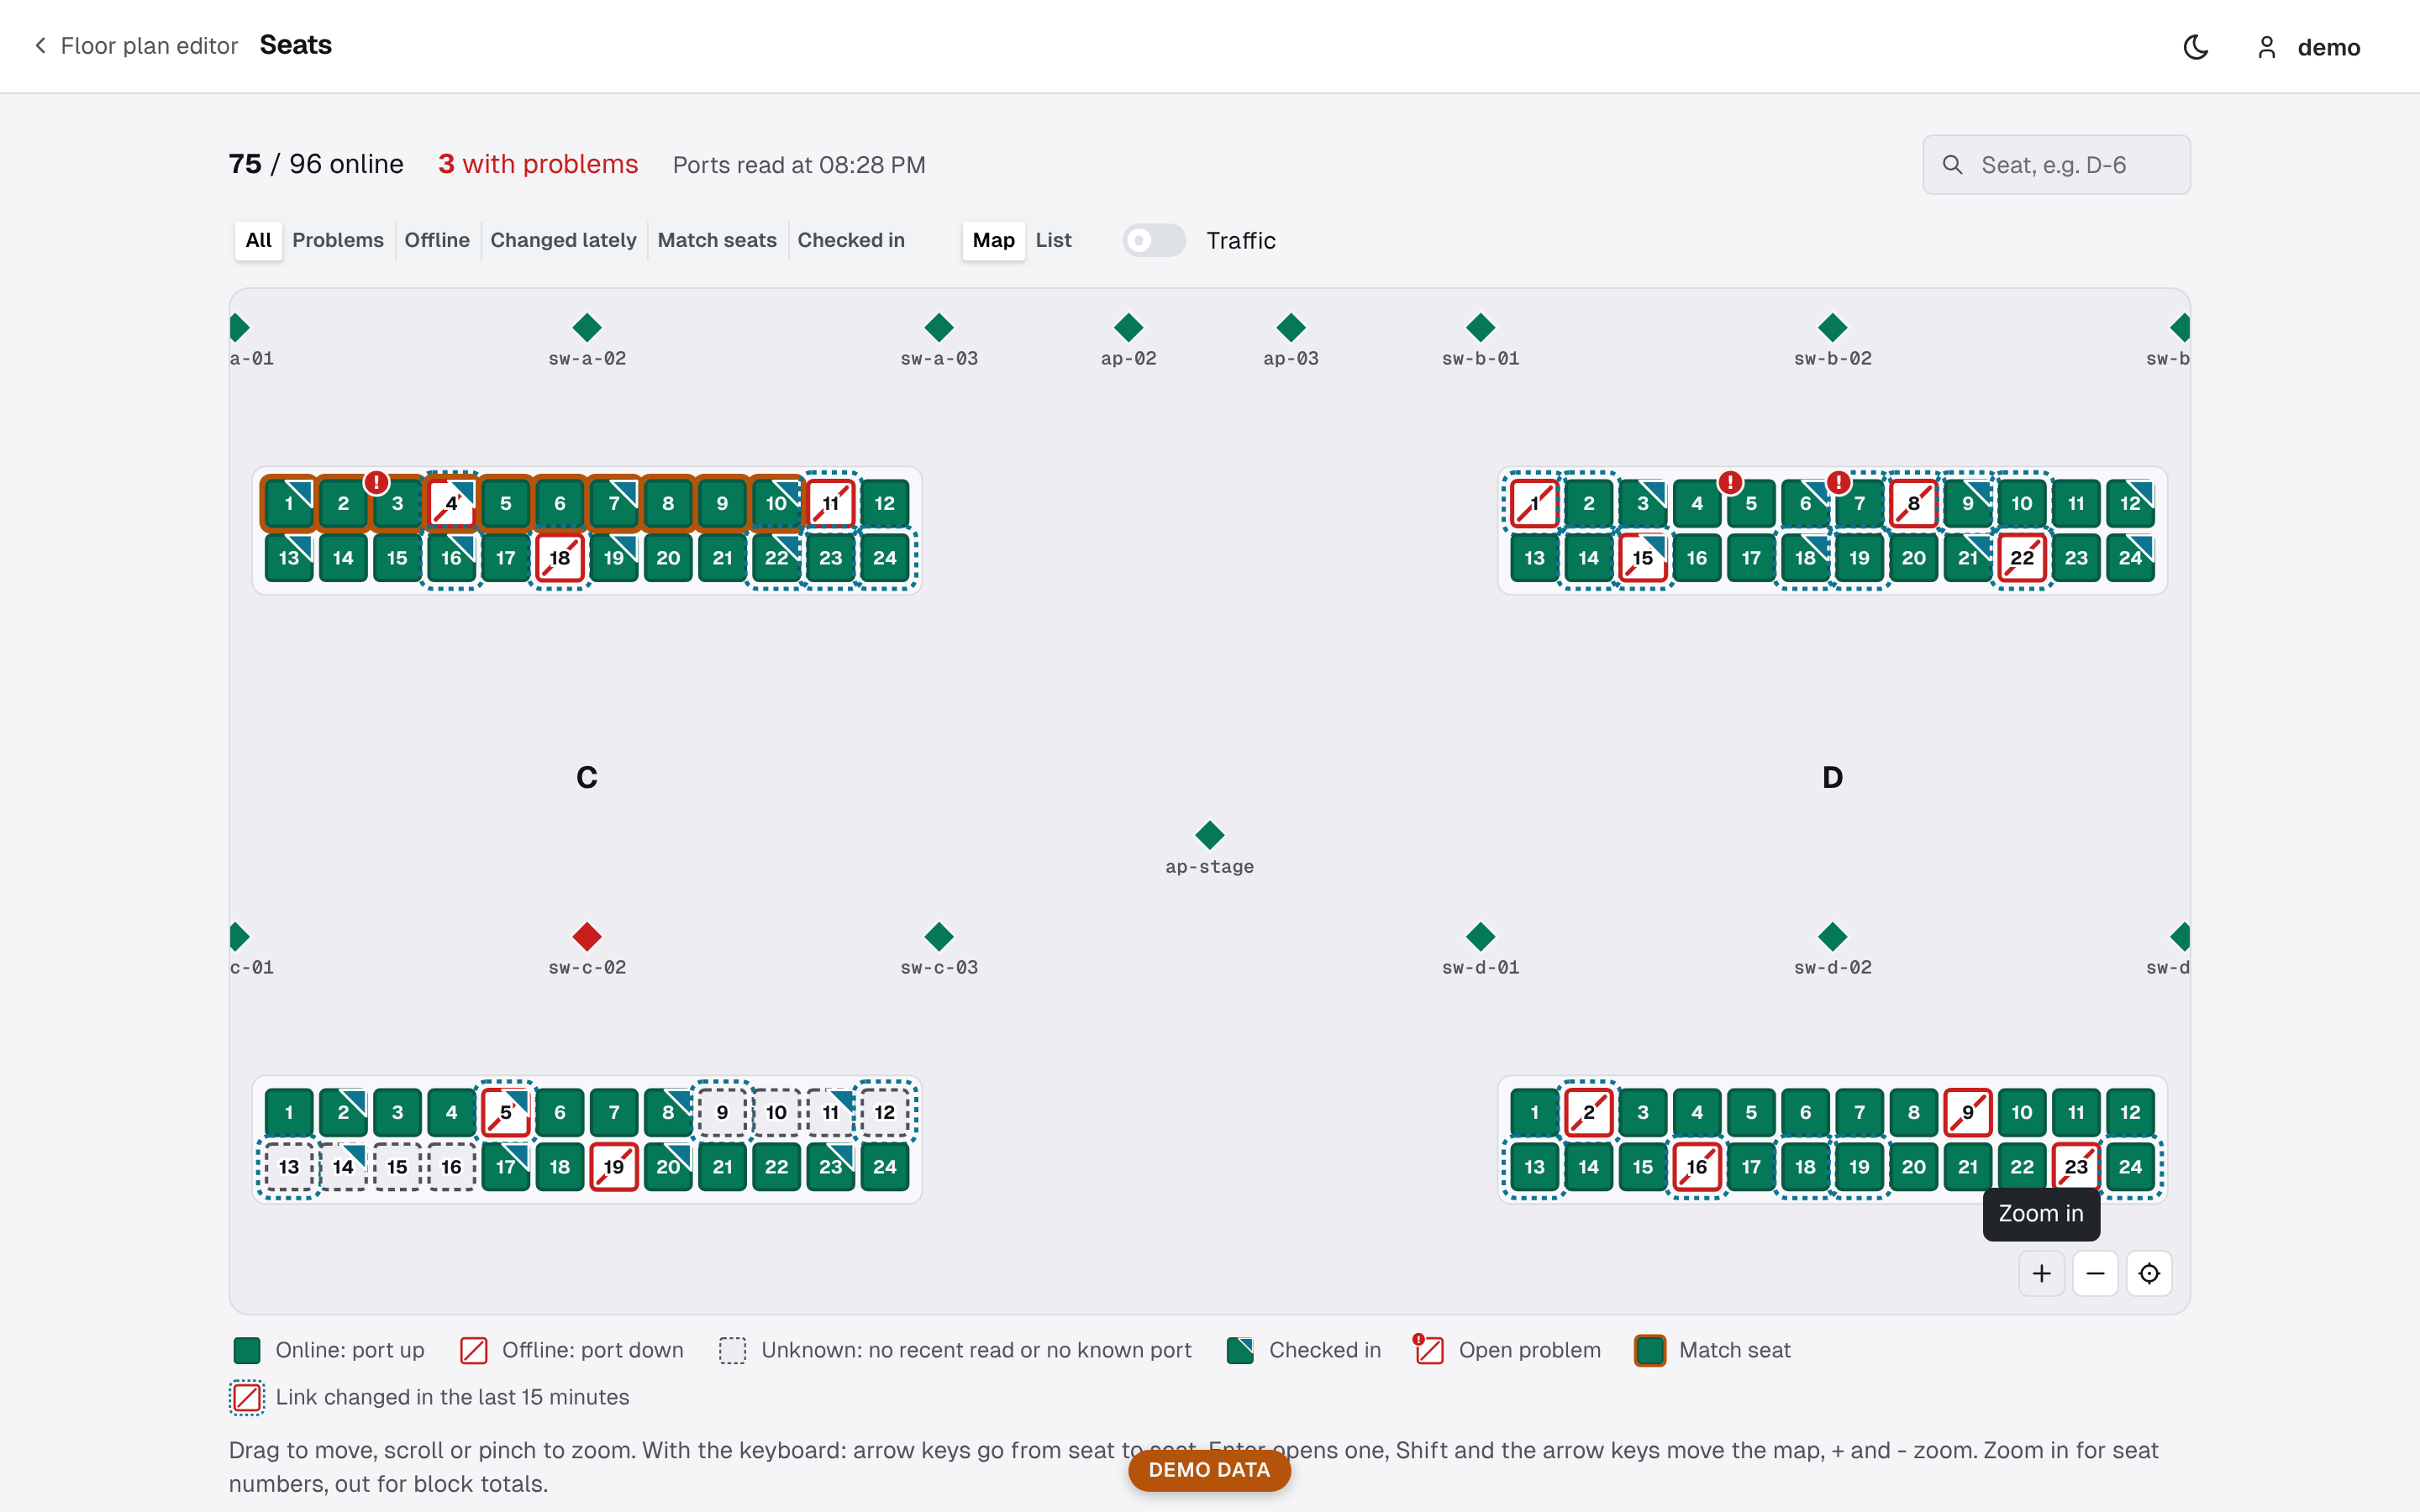 Floor plan editor Seats demo
75 / 96 online 3 with problems Ports read at 08:28 PM Seat, e.g. D-6
All Problems Offline Changed lately Match seats Checked in Map List Traffic
a-01 sw-a-02 sw-a-03 ap-02 ap-03 sw-b-01 sw-b-02 sw-b
! ! !
1 2 3 4 5 6 7 8 9 10 11 12 1 2 3 4 5 6 7 8 9 10 11 12
13 14 15 16 17 18 19 20 21 22 23 24 13 14 15 16 17 18 19 20 21 22 23 24
C D
ap-stage
c-01 sw-c-02 sw-c-03 sw-d-01 sw-d-02 sw-d
1 2 3 4 5 6 7 8 9 10 11 12 1 2 3 4 5 6 7 8 9 10 11 12
13 14 15 16 17 18 19 20 21 22 23 24 13 14 15 16 17 18 19 20 21 22 23 24
Zoom in
Online: port up Offline: port down Unknown: no recent read or no known port Checked in ! Open problem Match seat
Link changed in the last 15 minutes
Drag to move, scroll or pinch to zoom. With the keyboard: arrow keys go from seat to seat, Enter opens one, Shift and the arrow keys move the map, + and - zoom. Zoom in for seat
numbers, out for block totals.
DEMO DATA